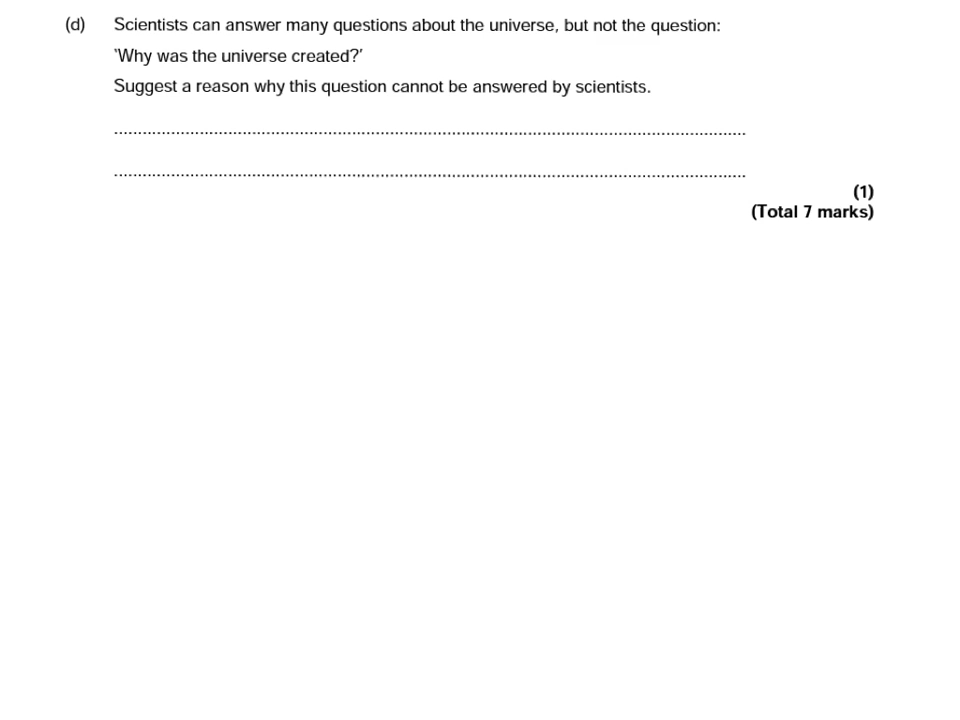 (d) Scientists can answer many questions about the universe, but not the question:
‘Why was the universe created?’
Suggest a reason why this question cannot be answered by scientists.
(1)
(Total 7 marks)